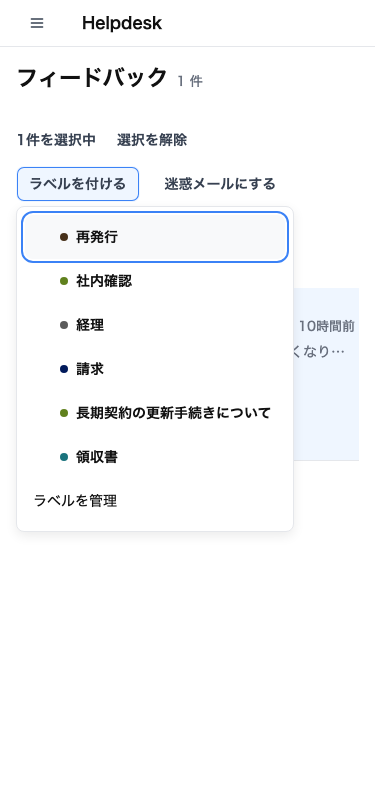 Helpdesk
フィードバック 1 件
1件を選択中 選択を解除
ラベルを付ける 迷惑メールにする
再発行
社内確認
経理
10時間前
くなり…
請求
長期契約の更新手続きについて
領収書
ラベルを管理